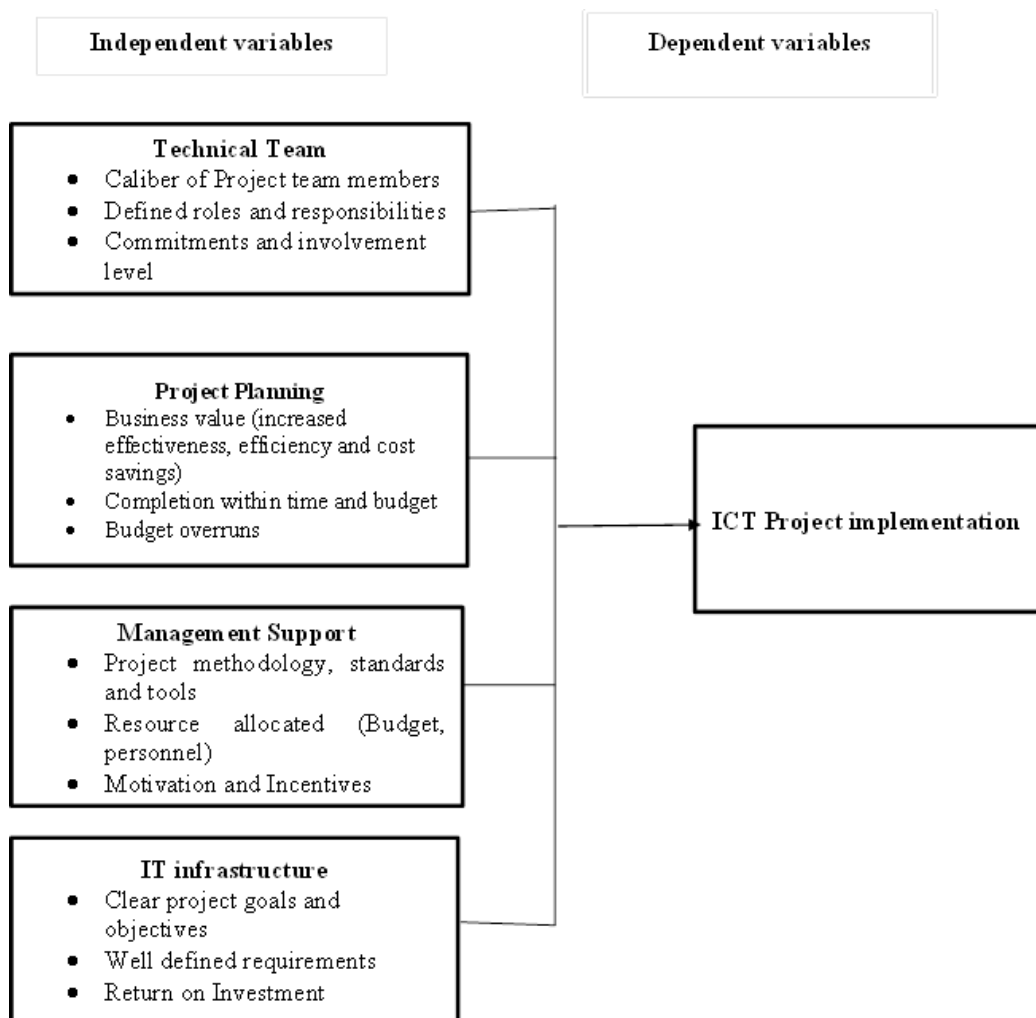 Independent variables
Dependent variables
Technical Team
• Caliber of Project team members
• Defined roles and responsibilities
• Commitments and involvement
level
Project Planning
• Business value (increased
effectiveness, efficiency and cost
savings)
• Completion within time and budget
• Budget overruns
Management Support
• Project methodology, standards
and tools
• Resource allocated (Budget,
personnel)
• Motivation and Incentives
IT infrastructure
• Clear project goals and
objectives
• Well defined requirements
• Return on Investment
ICT Project implementation